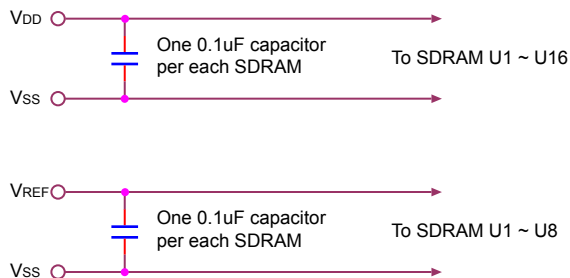 VDD
One 0.1uF capacitor
per each SDRAM
To SDRAM U1 ~ U16
VSS
VREF
One 0.1uF capacitor
per each SDRAM
To SDRAM U1 ~ U8
VSS